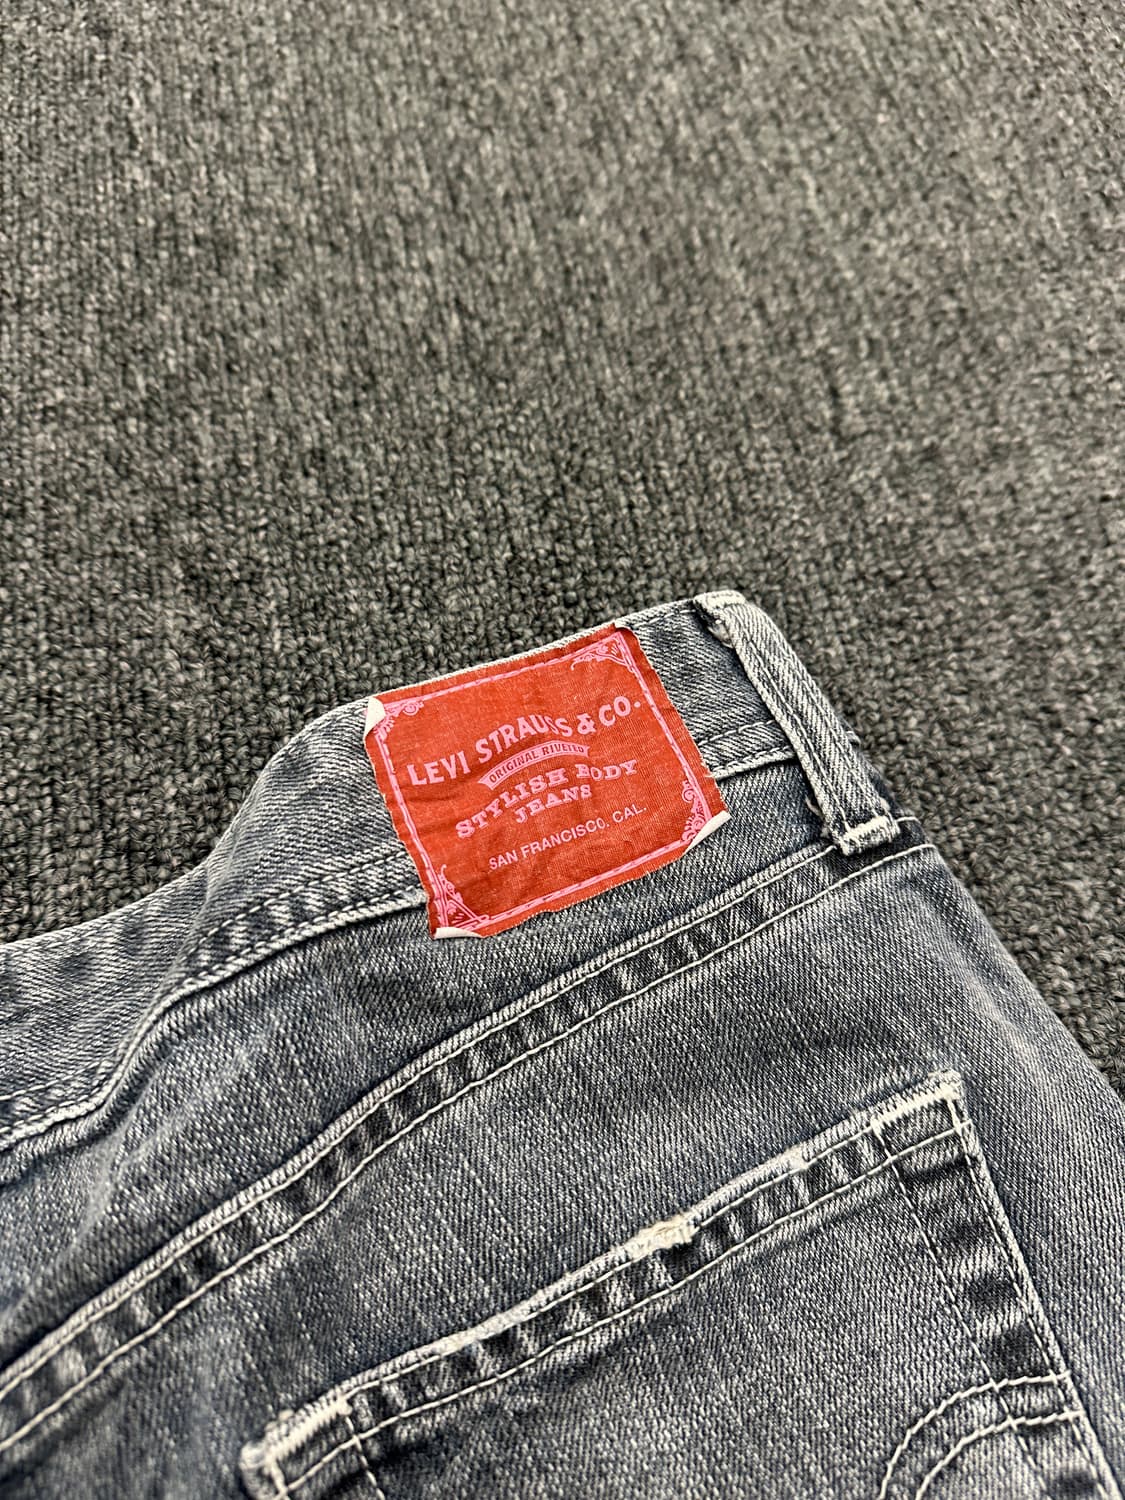 LEVI STRAUSS & CO.
ORIGINAL RIVETED
STYLISH BODY
JEANS
SAN FRANCISCO. CAL.